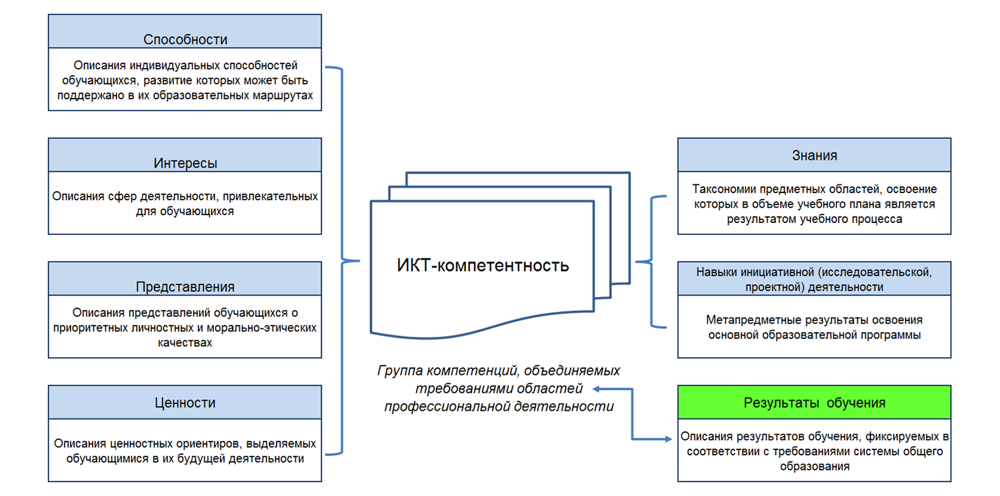 Способности
Описания индивидуальных способностей
обучающихся, развитие которых может быть
поддержано в их образовательных маршрутах
Интересы
Описания сфер деятельности, привлекательных
для обучающихся
Представления
Описания представлений обучающихся о
приоритетных личностных и морально-этических
качествах
Ценности
Описания ценностных ориентиров, выделяемых
обучающимися в их будущей деятельности
ИКТ-компетентность
Группа компетенций, объединяемых
требованиями областей
профессиональной деятельности
Знания
Таксономии предметных областей, освоение
которых в объеме учебного плана является
результатом учебного процесса
Навыки инициативной (исследовательской,
проектной) деятельности
Метапредметные результаты освоения
основной образовательной программы
Результаты обучения
Описания результатов обучения, фиксируемых в
соответствии с требованиями системы общего
образования